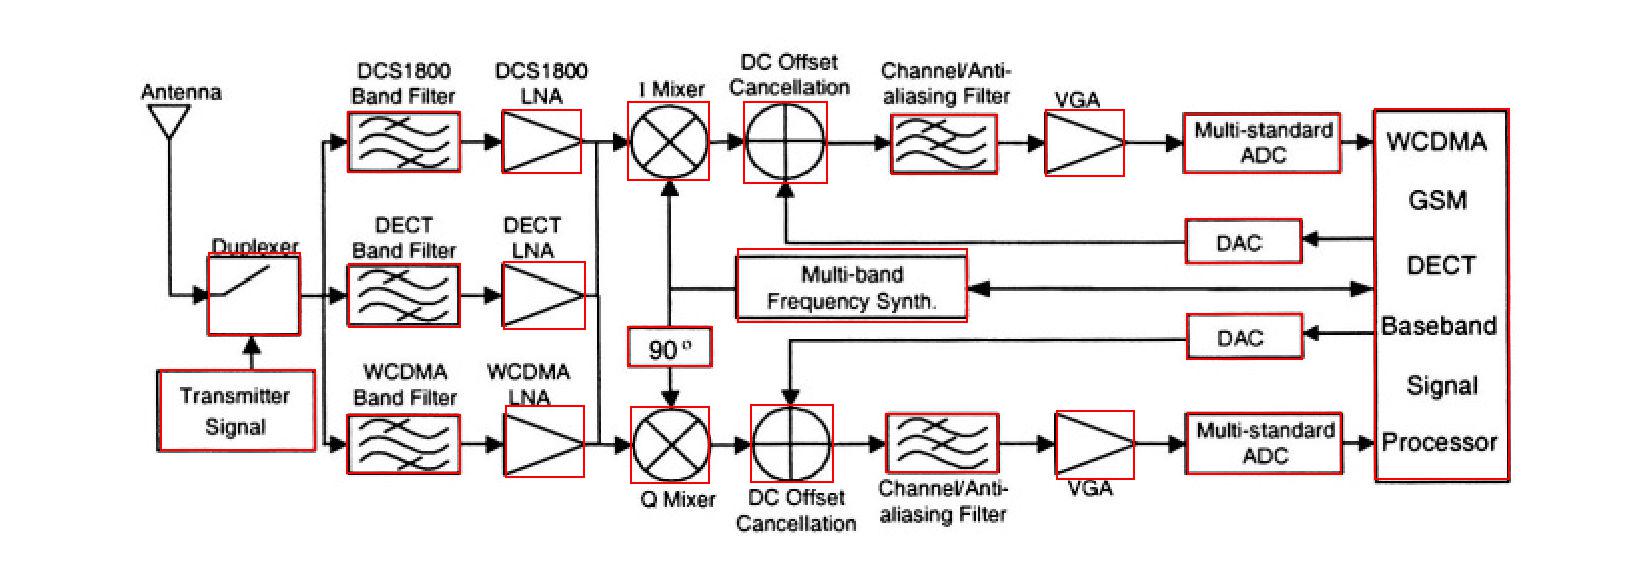 Antenna
DCS1800
Band Filter
DCS1800
LNA
I Mixer
DC Offset
Cancellation
Channel/Anti-
aliasing Filter
VGA
Multi-standard
ADC
WCDMA
GSM
DECT
Baseband
Signal
Processor
Duplexer
DECT
Band Filter
DECT
LNA
DAC
Multi-band
Frequency Synth.
90º
DAC
Transmitter
Signal
WCDMA
Band Filter
WCDMA
LNA
Q Mixer
DC Offset
Cancellation
Channel/Anti-
aliasing Filter
VGA
Multi-standard
ADC